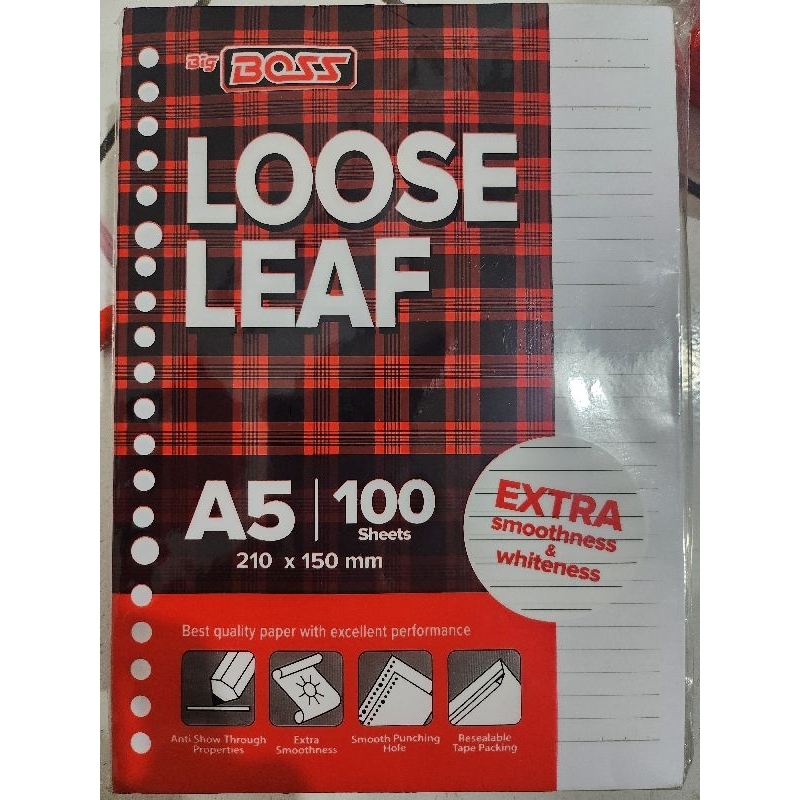 Big BOSS
LOOSE
LEAF
A5 | 100
Sheets
210 x 150 mm
EXTRA
smoothness
&
whiteness
Best quality paper with excellent performance
Anti Show Through
Properties
Extra
Smoothness
Smooth Punching
Hole
Resealable
Tape Packing